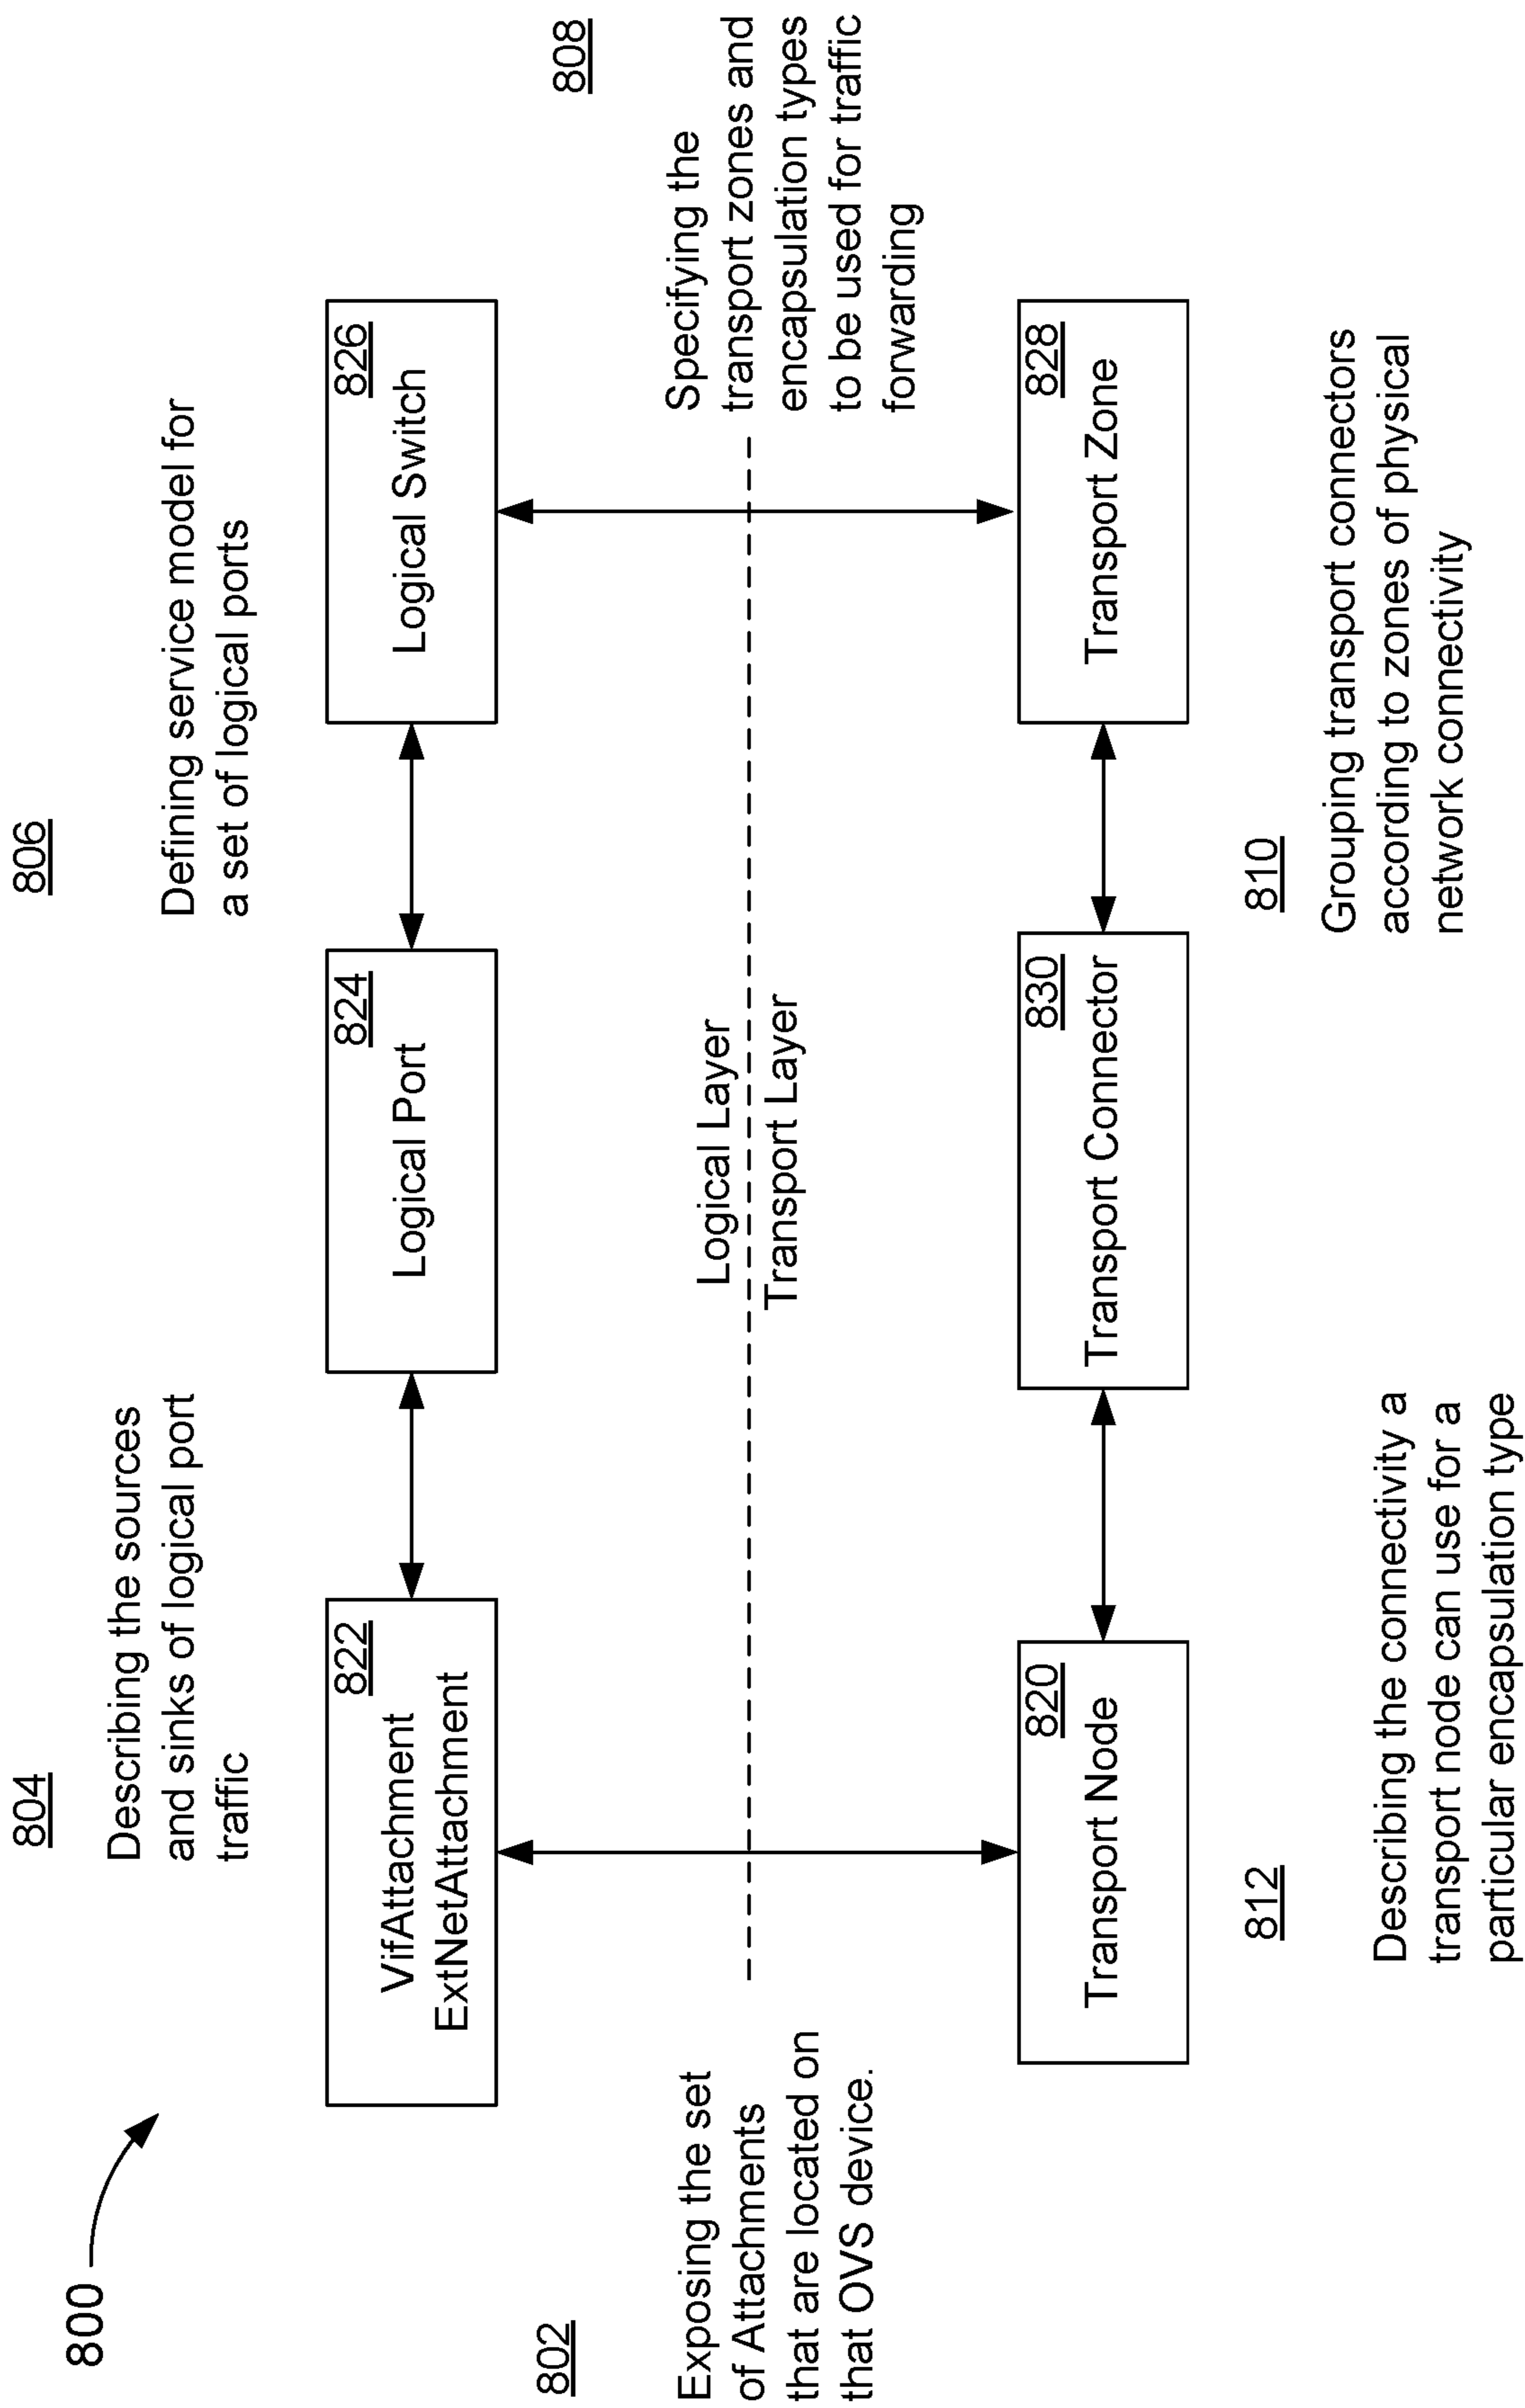 800
804
Describing the sources
and sinks of logical port
traffic
806
Defining service model for
a set of logical ports
822
VifAttachment
ExtNetAttachment
824
Logical Port
826
Logical Switch
802
Exposing the set
of Attachments
that are located on
that OVS device.
Logical Layer
Transport Layer
808
Specifying the
transport zones and
encapsulation types
to be used for traffic
forwarding
820
Transport Node
830
Transport Connector
828
Transport Zone
812
Describing the connectivity a
transport node can use for a
particular encapsulation type
810
Grouping transport connectors
according to zones of physical
network connectivity